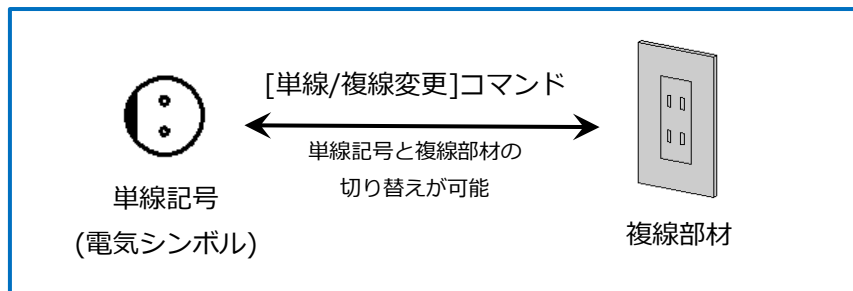 [単線/複線変更]コマンド
単線記号と複線部材の
切り替えが可能
単線記号
(電気シンボル)
複線部材